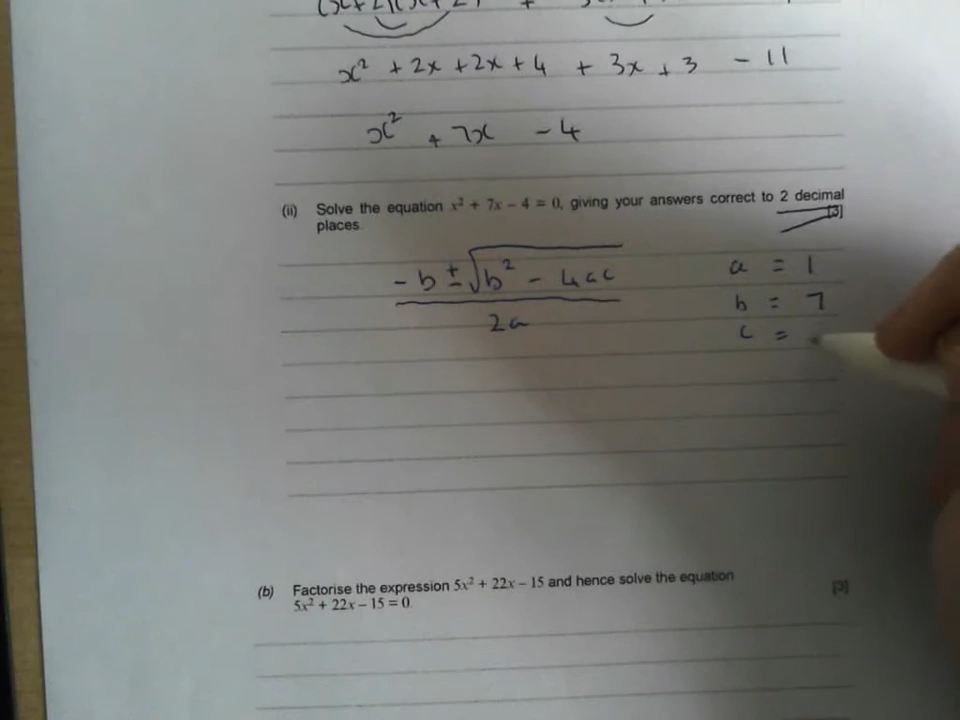 x² + 2x + 2x + 4 + 3x + 3 - 11
x² + 7x - 4
(ii) Solve the equation x² + 7x – 4 = 0, giving your answers correct to 2 decimal
places. [3]
-b ± √b² - 4ac
2a
a = 1
b = 7
c =
(b) Factorise the expression 5x² + 22x – 15 and hence solve the equation [3]
5x² + 22x – 15 = 0.